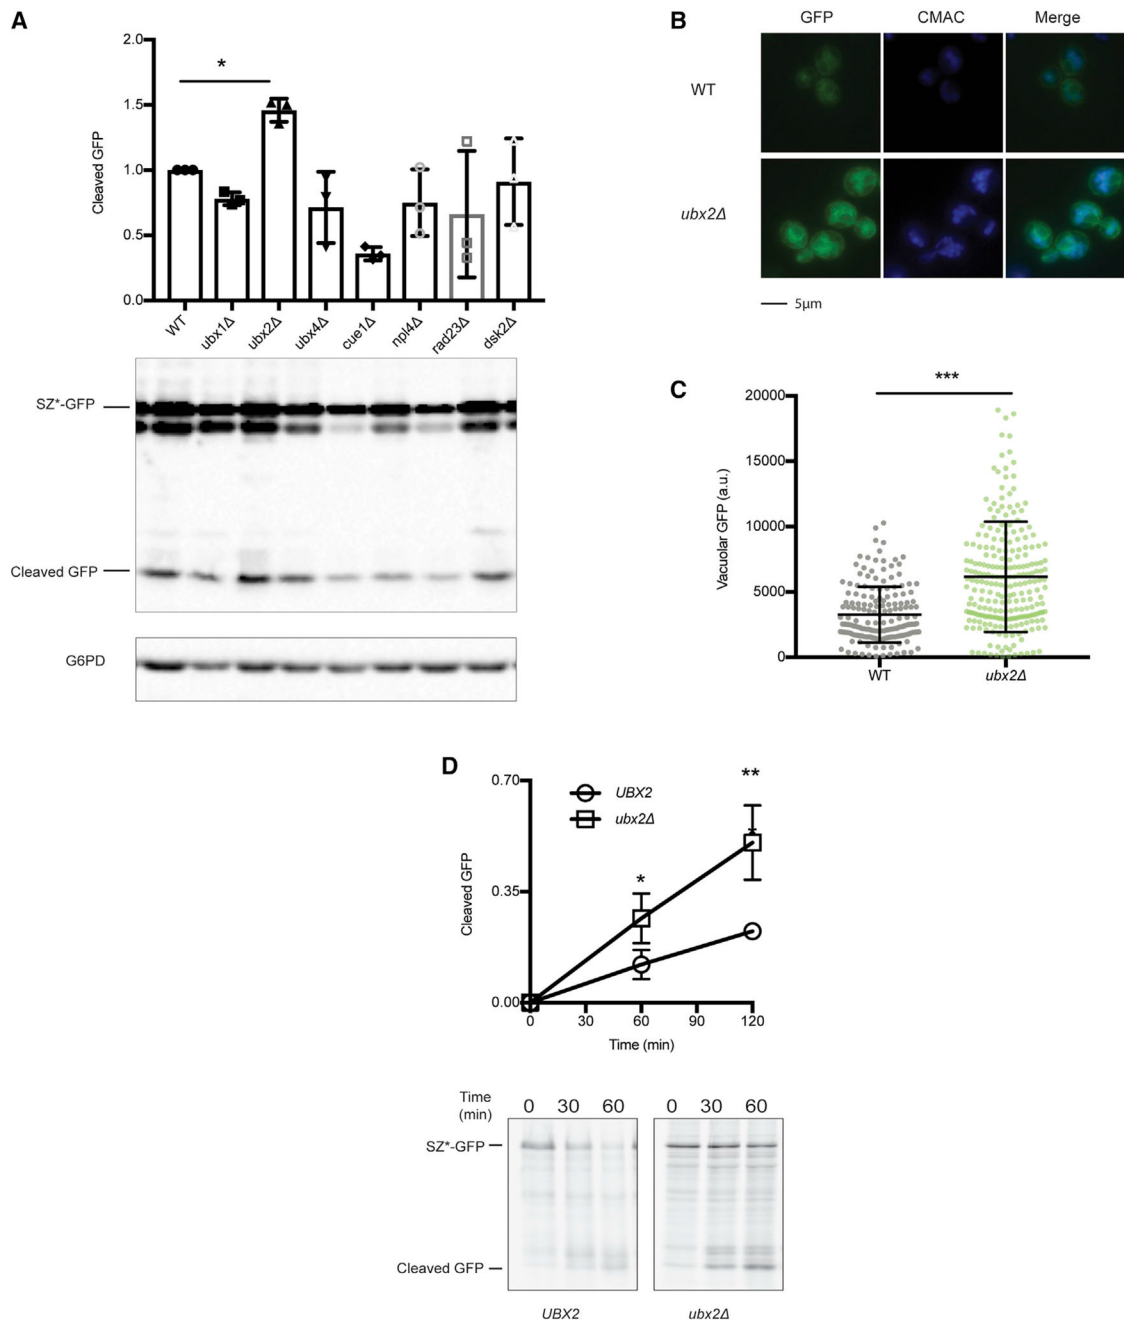 A
2.0
1.5
1.0
0.5
0.0
Cleaved GFP
*
WT
ubx1Δ
ubx2Δ
ubx4Δ
cue1Δ
npl4Δ
rad23Δ
dsk2Δ
SZ*-GFP
Cleaved GFP
G6PD
B
GFP CMAC Merge
WT
ubx2Δ
5μm
C
***
20000
15000
10000
5000
0
Vacuolar GFP (a.u.)
WT ubx2Δ
D
**
*
UBX2
ubx2Δ
0.70
0.35
0.00
Cleaved GFP
0 30 60 90 120
Time (min)
Time
(min)
0 30 60
0 30 60
SZ*-GFP
Cleaved GFP
UBX2
ubx2Δ